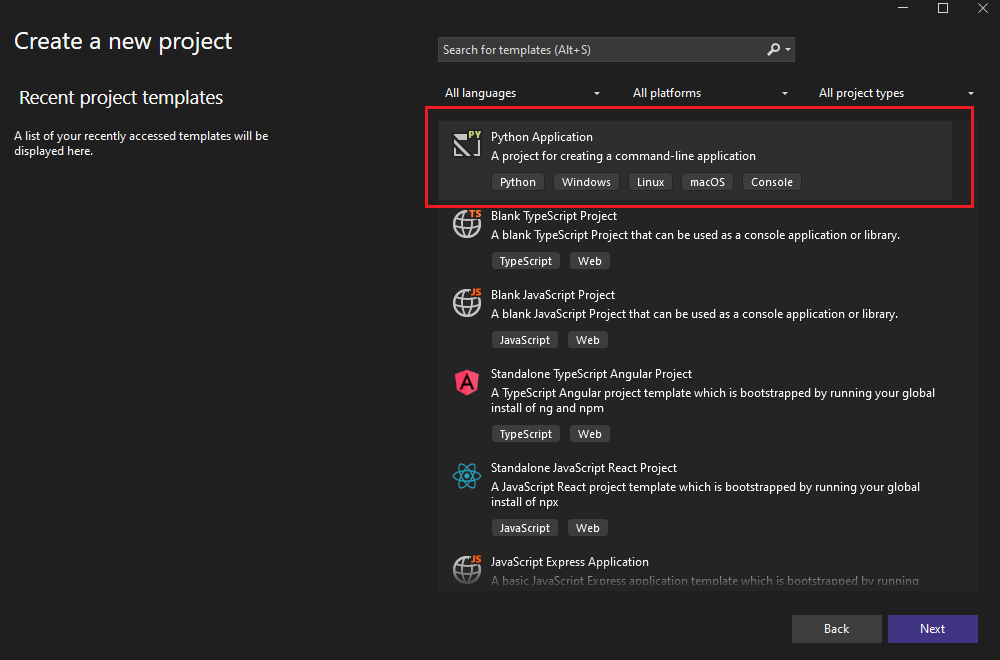 Create a new project
Search for templates (Alt+S)
Recent project templates
All languages
All platforms
All project types
A list of your recently accessed templates will be
displayed here.
PY
Python Application
A project for creating a command-line application
Python Windows Linux macOS Console
TS
Blank TypeScript Project
A blank TypeScript Project that can be used as a console application or library.
TypeScript Web
JS
Blank JavaScript Project
A blank JavaScript Project that can be used as a console application or library.
JavaScript Web
A
Standalone TypeScript Angular Project
A TypeScript Angular project template which is bootstrapped by running your global
install of ng and npm
TypeScript Web
Standalone JavaScript React Project
A JavaScript React project template which is bootstrapped by running your global
install of npx
JavaScript Web
JS
JavaScript Express Application
A basic JavaScript Express application template which is bootstrapped by running
Back Next